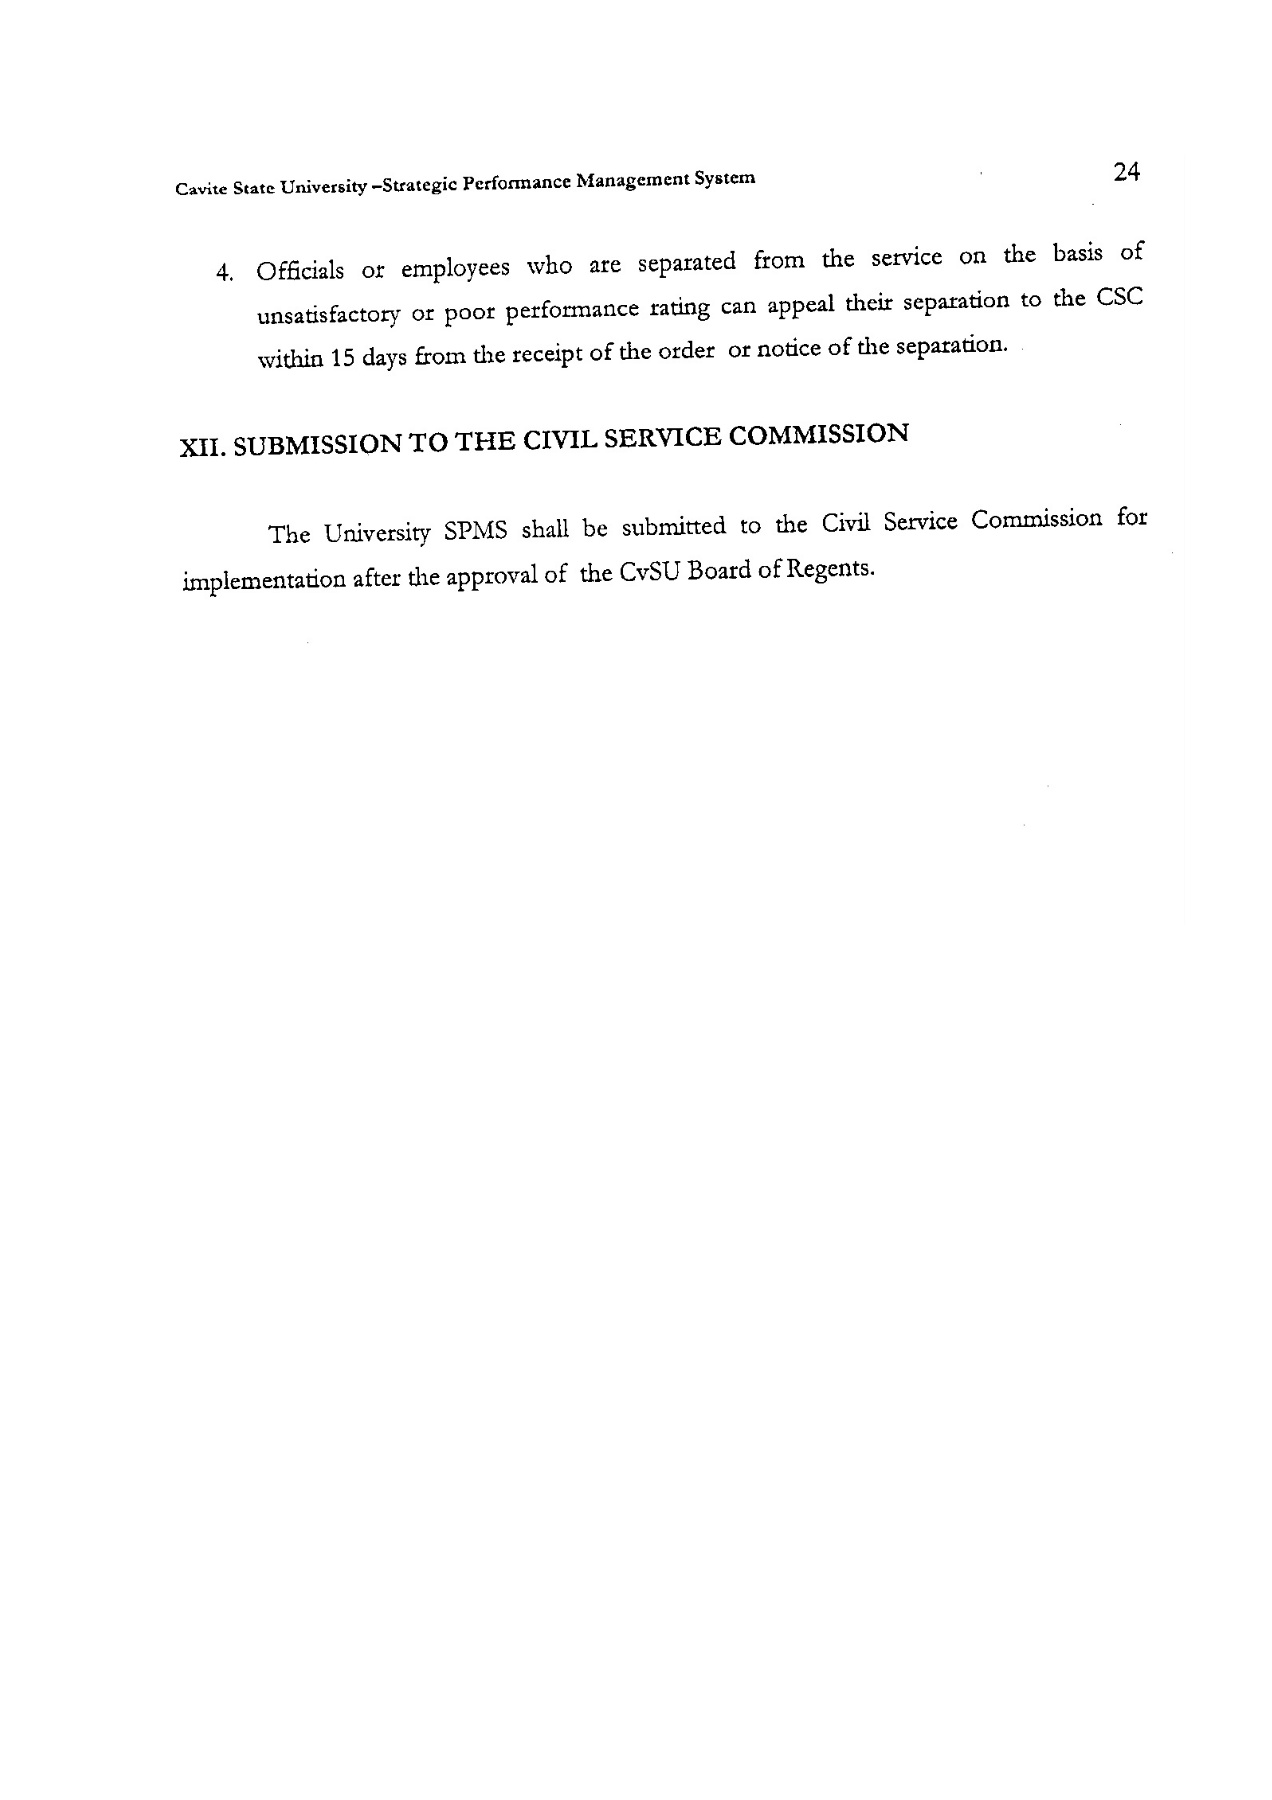 Cavite State University –Strategic Performance Management System 24
4. Officials or employees who are separated from the service on the basis of
unsatisfactory or poor performance rating can appeal their separation to the CSC
within 15 days from the receipt of the order or notice of the separation.
XII. SUBMISSION TO THE CIVIL SERVICE COMMISSION
The University SPMS shall be submitted to the Civil Service Commission for
implementation after the approval of the CvSU Board of Regents.